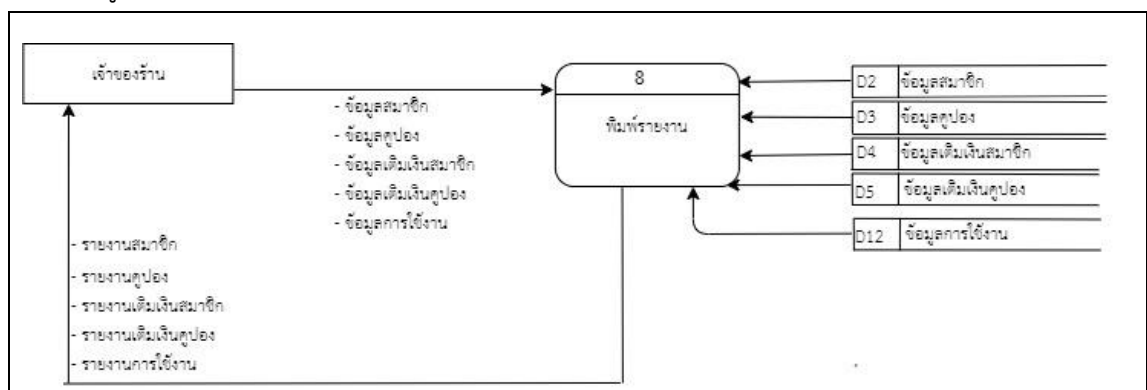 เจ้าของร้าน
- ข้อมูลสมาชิก
- ข้อมูลคูปอง
- ข้อมูลเติมเงินสมาชิก
- ข้อมูลเติมเงินคูปอง
- ข้อมูลการใช้งาน
8
พิมพ์รายงาน
D2 ข้อมูลสมาชิก
D3 ข้อมูลคูปอง
D4 ข้อมูลเติมเงินสมาชิก
D5 ข้อมูลเติมเงินคูปอง
D12 ข้อมูลการใช้งาน
- รายงานสมาชิก
- รายงานคูปอง
- รายงานเติมเงินสมาชิก
- รายงานเติมเงินคูปอง
- รายงานการใช้งาน